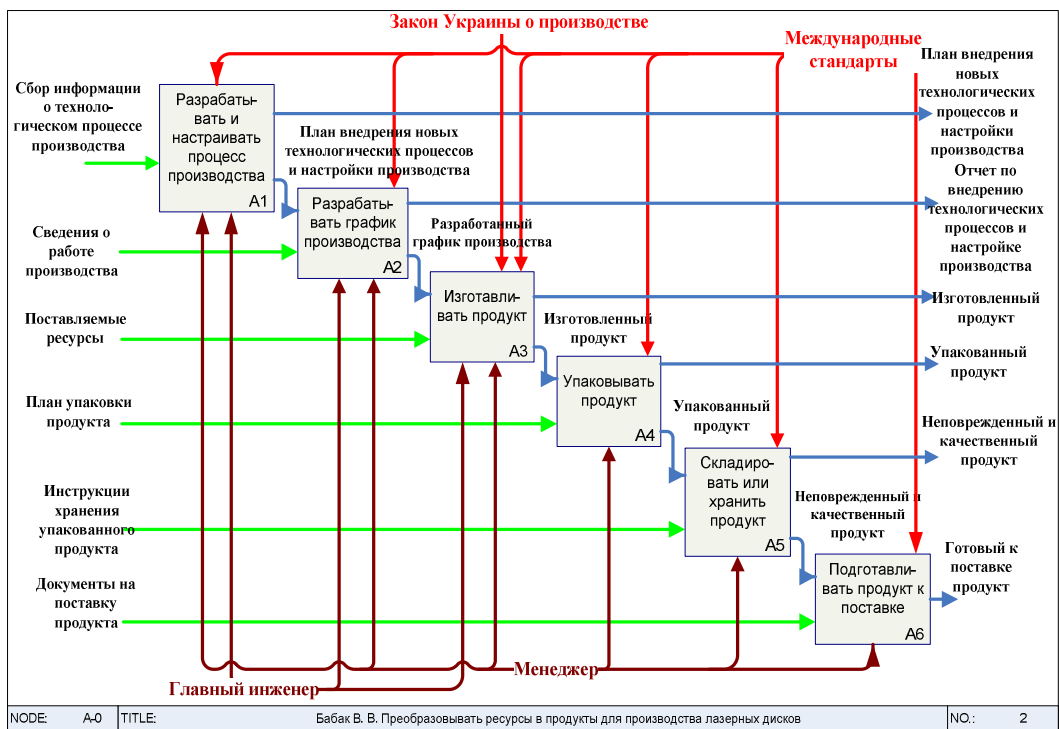 Закон Украины о производстве
Международные
стандарты
Сбор информации
о техноло-
гическом процессе
производства
Разрабаты-
вать и
настраивать
процесс
производства
A1
План внедрения
новых
технологических
процессов и
настройки
производства
План внедрения новых
технологических процессов
и настройки производства
Сведения о
работе
производства
Разрабаты-
вать график
производства
A2
Отчет по
внедрению
технологических
процессов и
настройке
производства
Разработанный
график производства
Поставляемые
ресурсы
Изготавли-
вать продукт
A3
Изготовленный
продукт
Изготовленный
продукт
План упаковки
продукта
Упаковывать
продукт
A4
Упакованный
продукт
Упакованный
продукт
Инструкции
хранения
упакованного
продукта
Складиро-
вать или
хранить
продукт
A5
Неповрежденный и
качественный
продукт
Неповрежденный и
качественный
продукт
Документы на
поставку
продукта
Подготавли-
вать продукт к
поставке
A6
Готовый к
поставке
продукт
Менеджер
Главный инженер
NODE: A-0 TITLE: Бабак В. В. Преобразовывать ресурсы в продукты для производства лазерных дисков NO.: 2